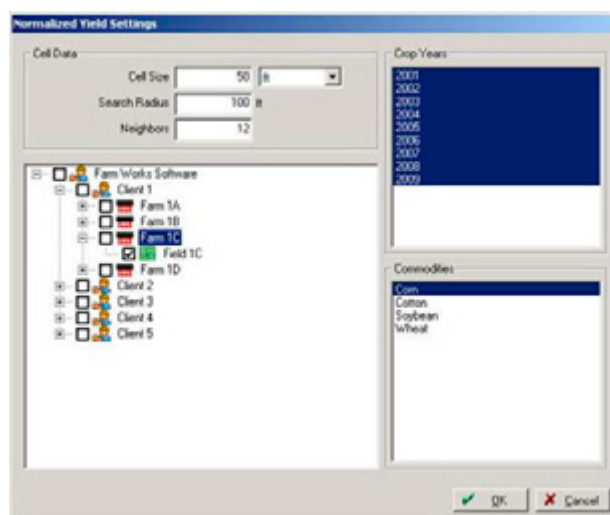 Normalized Yield Settings
Cell Data
Cell Size 50 ft
Search Radius 100 ft
Neighbors 12
Farm Works Software
Client 1
Farm 1A
Farm 1B
Farm 1C
Field 1C
Farm 1D
Client 2
Client 3
Client 4
Client 5
Crop Years
2001
2002
2003
2004
2005
2006
2007
2008
2009
Commodities
Corn
Cotton
Soybean
Wheat
OK
Cancel